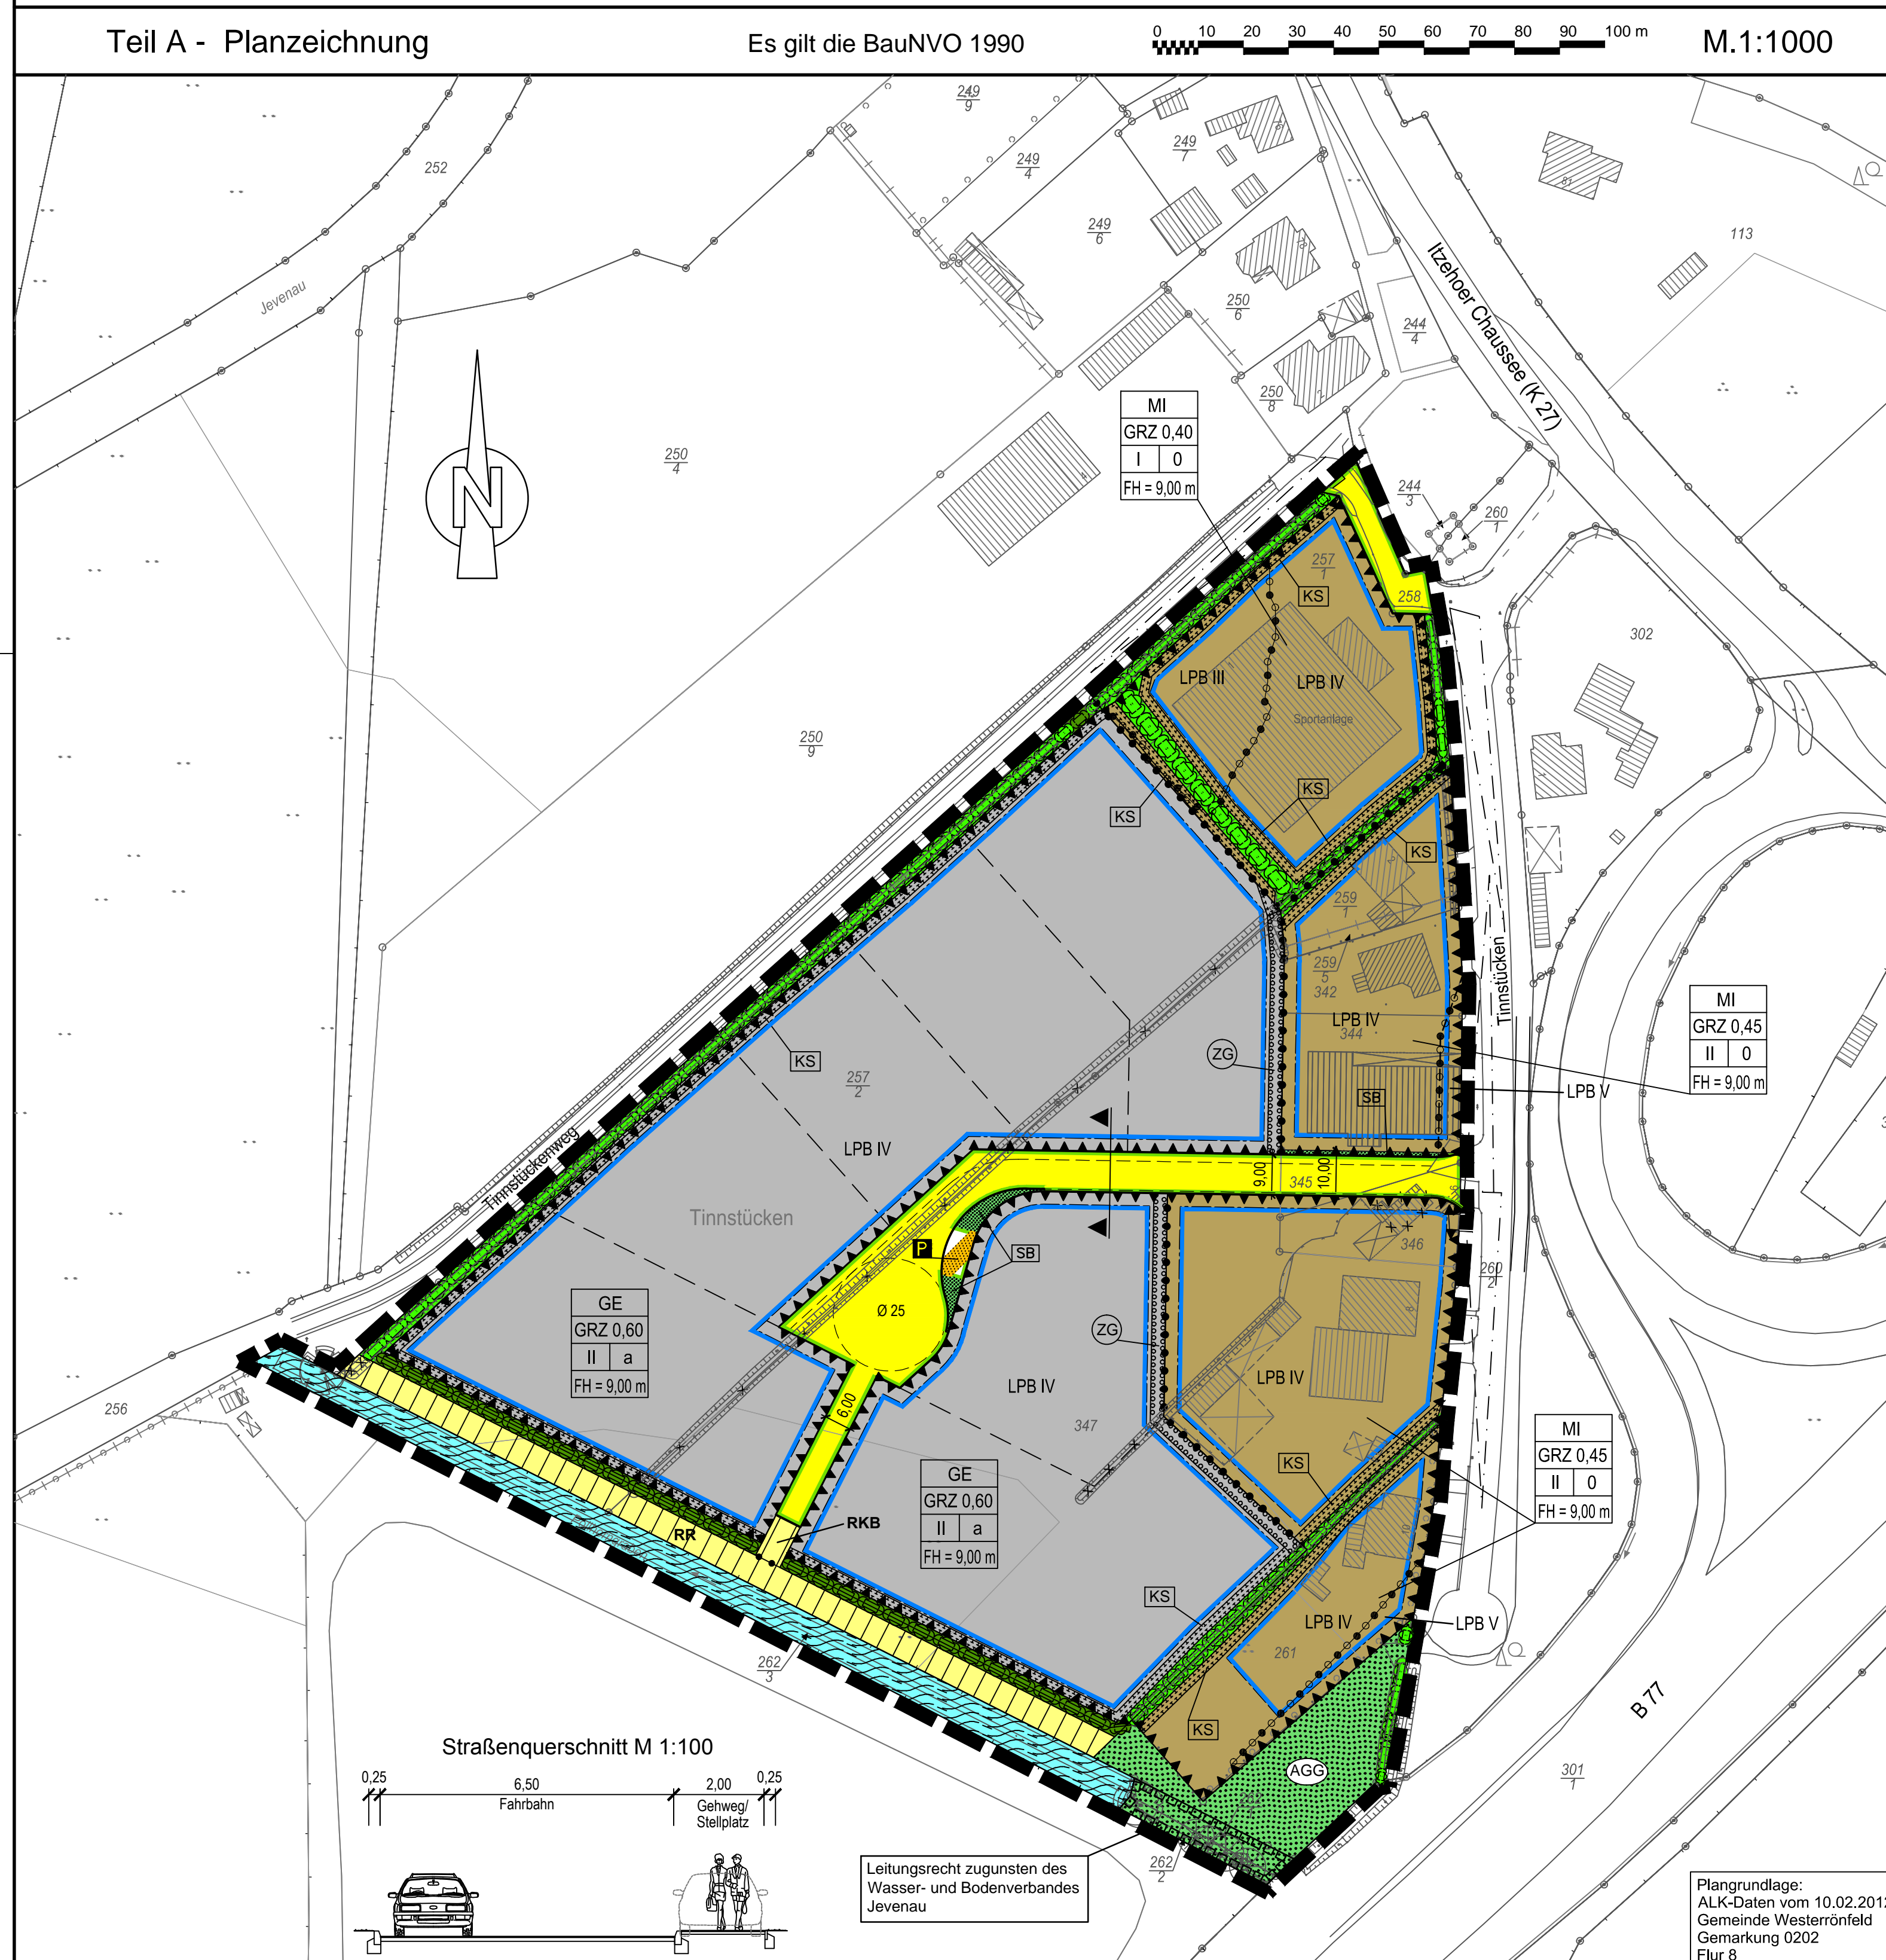 Teil A - Planzeichnung
Es gilt die BauNVO 1990
0 10 20 30 40 50 60 70 80 90 100 m
M.1:1000
249
9
249
7
249
4
249
6
252
113
Jevenau
250
6
244
4
Itzehoer Chaussee (K 27)
250
8
MI
GRZ 0,40
I 0
FH = 9,00 m
250
4
N
244
3
260
1
257
1
KS
258
302
LPB III
LPB IV
Sportanlage
250
9
KS
KS
KS
259
1
259
5
342
Tinnstücken
LPB IV
344
MI
GRZ 0,45
II 0
FH = 9,00 m
ZG
KS
257
2
SB
LPB V
LPB IV
Tinnstückenweg
9,00
10,00
345
Tinnstücken
P
SB
346
260
2
Ø 25
GE
GRZ 0,60
II a
FH = 9,00 m
ZG
LPB IV
LPB IV
6,00
256
347
MI
GRZ 0,45
II 0
FH = 9,00 m
KS
GE
GRZ 0,60
II a
FH = 9,00 m
RKB
RR
KS
LPB IV
LPB V
261
262
3
KS
B 77
AGG
301
1
Straßenquerschnitt M 1:100
0,25 6,50 2,00 0,25
Fahrbahn
Gehweg/
Stellplatz
Leitungsrecht zugunsten des
Wasser- und Bodenverbandes
Jevenau
262
2
Plangrundlage:
ALK-Daten vom 10.02.2012
Gemeinde Westerrönfeld
Gemarkung 0202
Flur 8